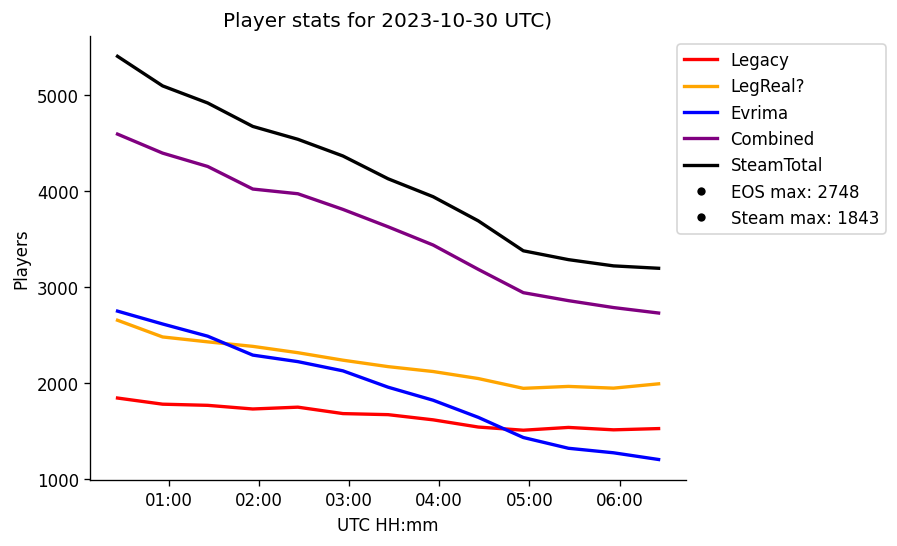 Player stats for 2023-10-30 UTC)
Legacy
LegReal?
Evrima
Combined
SteamTotal
EOS max: 2748
Steam max: 1843
Players
5000
4000
3000
2000
1000
01:00 02:00 03:00 04:00 05:00 06:00
UTC HH:mm